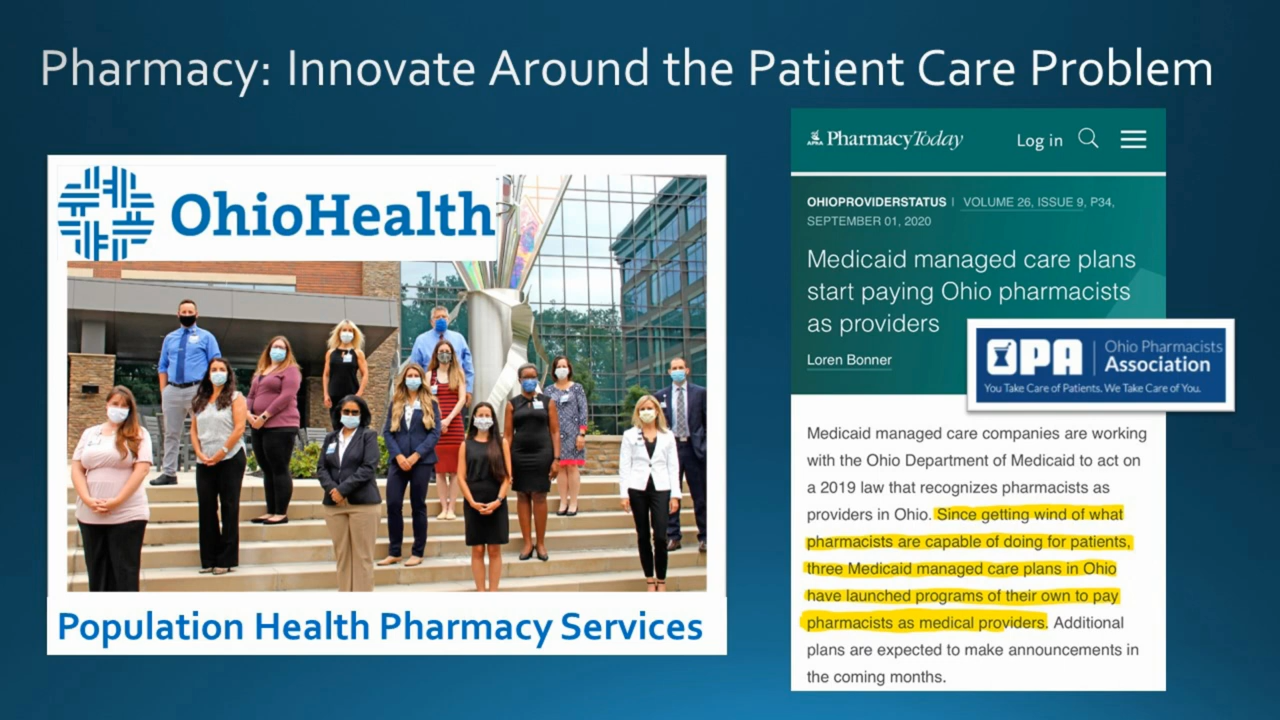 Pharmacy: Innovate Around the Patient Care Problem
OhioHealth
Population Health Pharmacy Services
APhA PharmacyToday
Log in
OHIOPROVIDERSTATUS | VOLUME 26, ISSUE 9, P34,
SEPTEMBER 01, 2020
Medicaid managed care plans
start paying Ohio pharmacists
as providers
Loren Bonner
OPA
Ohio Pharmacists
Association
You Take Care of Patients. We Take Care of You.
Medicaid managed care companies are working
with the Ohio Department of Medicaid to act on
a 2019 law that recognizes pharmacists as
providers in Ohio. Since getting wind of what
pharmacists are capable of doing for patients,
three Medicaid managed care plans in Ohio
have launched programs of their own to pay
pharmacists as medical providers. Additional
plans are expected to make announcements in
the coming months.